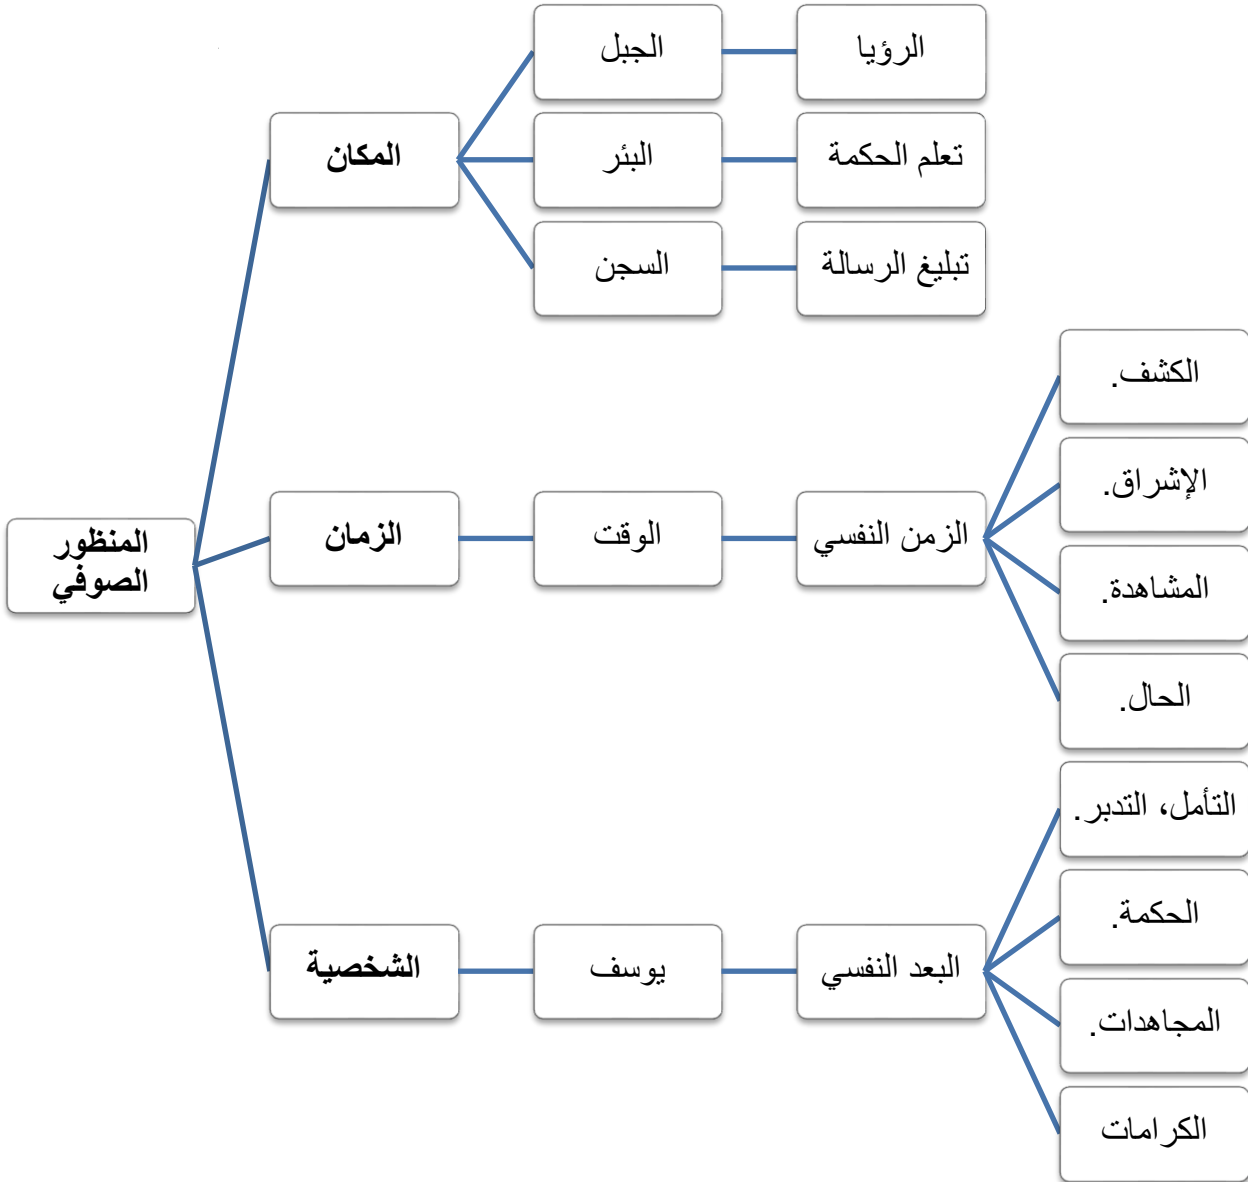 المنظور
الصوفي
المكان
الجبل
الرؤيا
البئر
تعلم الحكمة
السجن
تبليغ الرسالة
الزمان
الوقت
الزمن النفسي
الكشف.
الإشراق.
المشاهدة.
الحال.
الشخصية
يوسف
البعد النفسي
التأمل، التدبر.
الحكمة.
المجاهدات.
الكرامات